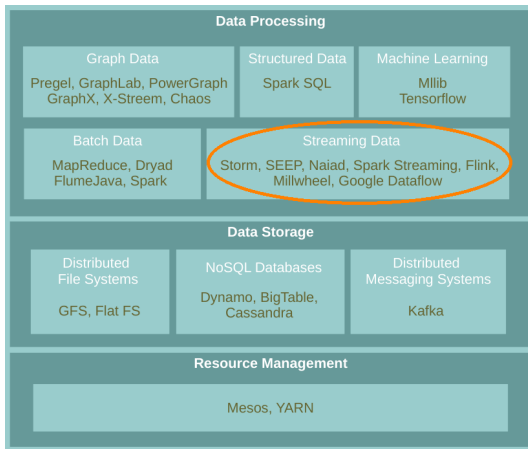 Data Processing
Graph Data
Pregel, GraphLab, PowerGraph
GraphX, X-Streem, Chaos
Structured Data
Spark SQL
Machine Learning
Mllib
Tensorflow
Batch Data
MapReduce, Dryad
FlumeJava, Spark
Streaming Data
Storm, SEEP, Naiad, Spark Streaming, Flink,
Millwheel, Google Dataflow
Data Storage
Distributed
File Systems
GFS, Flat FS
NoSQL Databases
Dynamo, BigTable,
Cassandra
Distributed
Messaging Systems
Kafka
Resource Management
Mesos, YARN